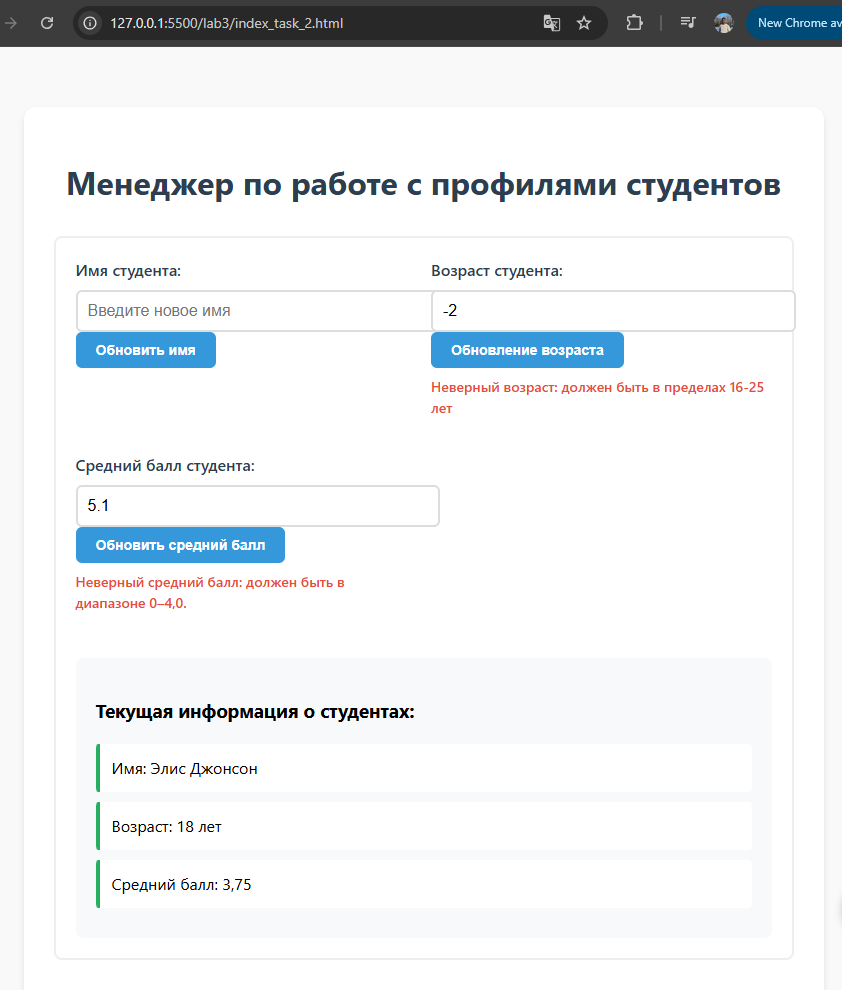 127.0.0.1:5500/lab3/index_task_2.html
New Chrome av
Менеджер по работе с профилями студентов
Имя студента:
Возраст студента:
Введите новое имя
-2
Обновить имя
Обновление возраста
Неверный возраст: должен быть в пределах 16-25
лет
Средний балл студента:
5.1
Обновить средний балл
Неверный средний балл: должен быть в
диапазоне 0–4,0.
Текущая информация о студентах:
Имя: Элис Джонсон
Возраст: 18 лет
Средний балл: 3,75